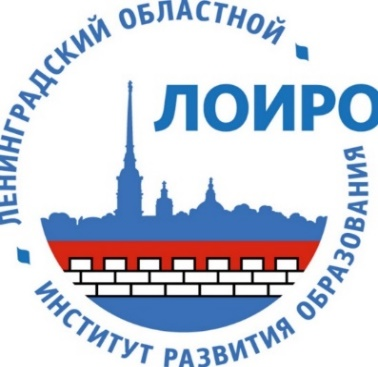 ЛЕНИНГРАДСКИЙ ОБЛАСТНОЙ
ЛОИРО
ИНСТИТУТ РАЗВИТИЯ ОБРАЗОВАНИЯ